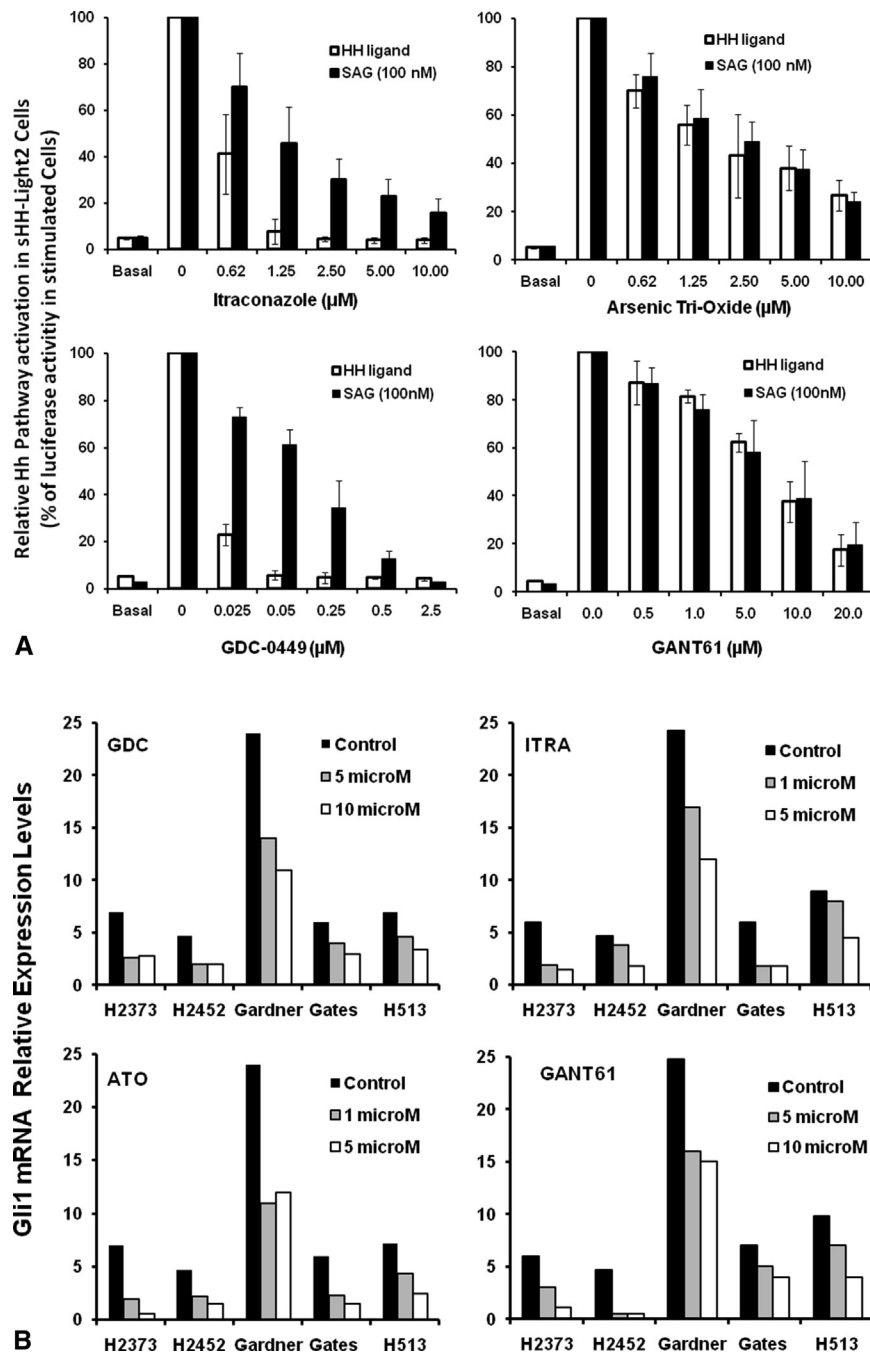 Relative Hh Pathway activation in sHH-Light2 Cells
(% of luciferase activitiy in stimulated Cells)
100
80
60
40
20
0
HH ligand
SAG (100 nM)
Basal 0 0.62 1.25 2.50 5.00 10.00
Itraconazole (µM)
100
80
60
40
20
0
HH ligand
SAG (100 nM)
Basal 0 0.62 1.25 2.50 5.00 10.00
Arsenic Tri-Oxide (µM)
100
80
60
40
20
0
HH ligand
SAG (100nM)
Basal 0 0.025 0.05 0.25 0.5 2.5
GDC-0449 (µM)
100
80
60
40
20
0
HH ligand
SAG (100nM)
Basal 0.0 0.5 1.0 5.0 10.0 20.0
GANT61 (µM)
A
Gli1 mRNA Relative Expression Levels
25
20
15
10
5
0
GDC
Control
5 microM
10 microM
H2373 H2452 Gardner Gates H513
25
20
15
10
5
0
ITRA
Control
1 microM
5 microM
H2373 H2452 Gardner Gates H513
25
20
15
10
5
0
ATO
Control
1 microM
5 microM
H2373 H2452 Gardner Gates H513
25
20
15
10
5
0
GANT61
Control
5 microM
10 microM
H2373 H2452 Gardner Gates H513
B